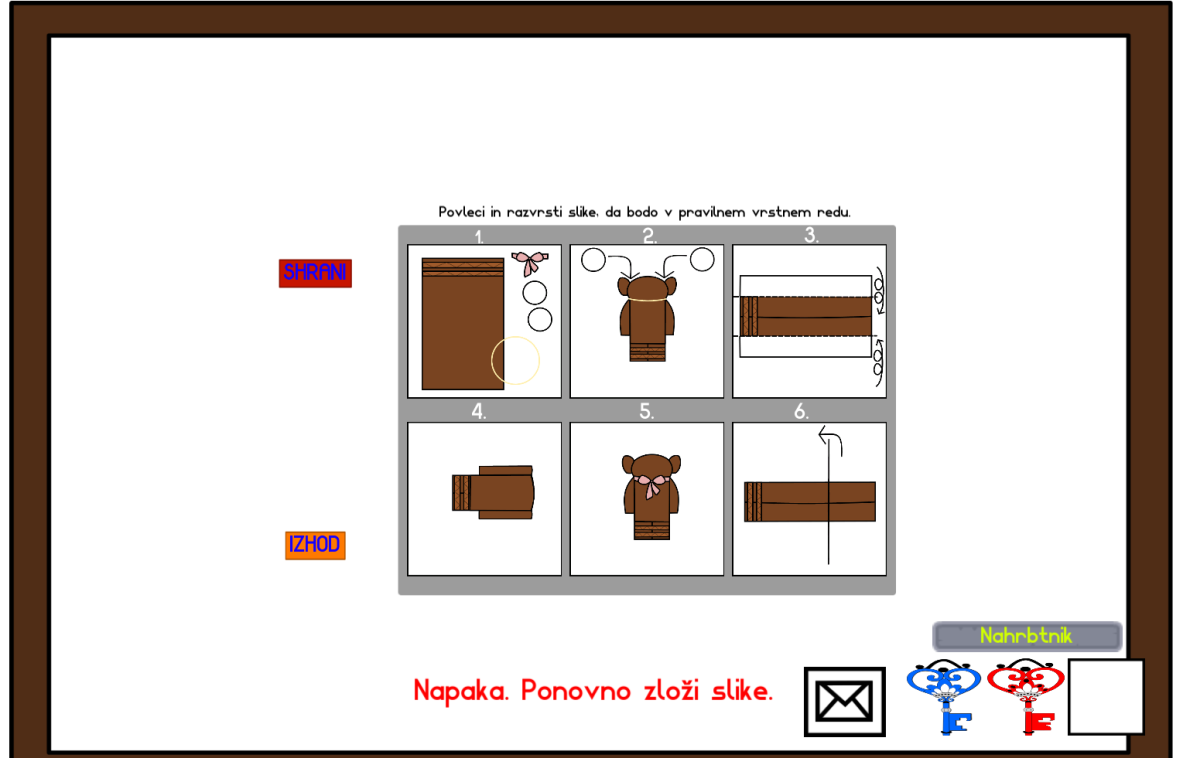 Povleci in razvrsti slike, da bodo v pravilnem vrstnem redu.
1. 2. 3.
SHRANI
4. 5. 6.
IZHOD
Nahrbtnik
Napaka. Ponovno zloži slike.